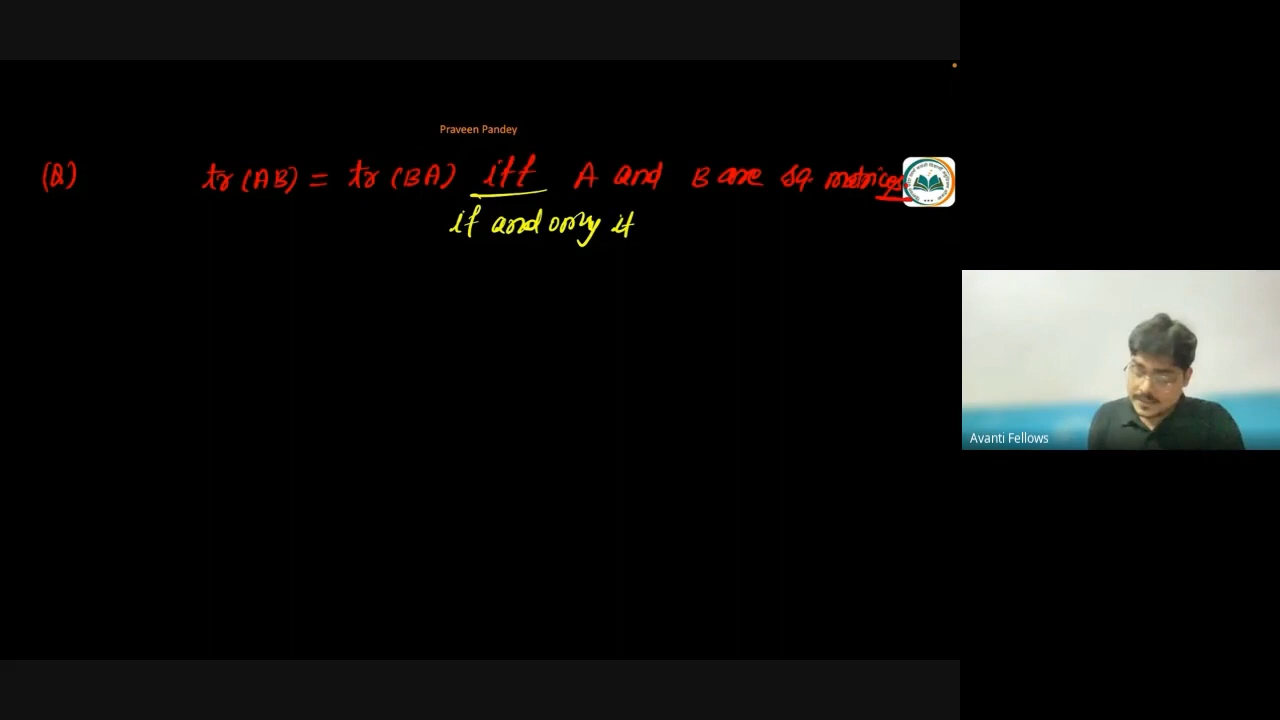 Praveen Pandey
(Q) tr (AB) = tr (BA) iff A and B are sq. matrices.
if and only if
Avanti Fellows